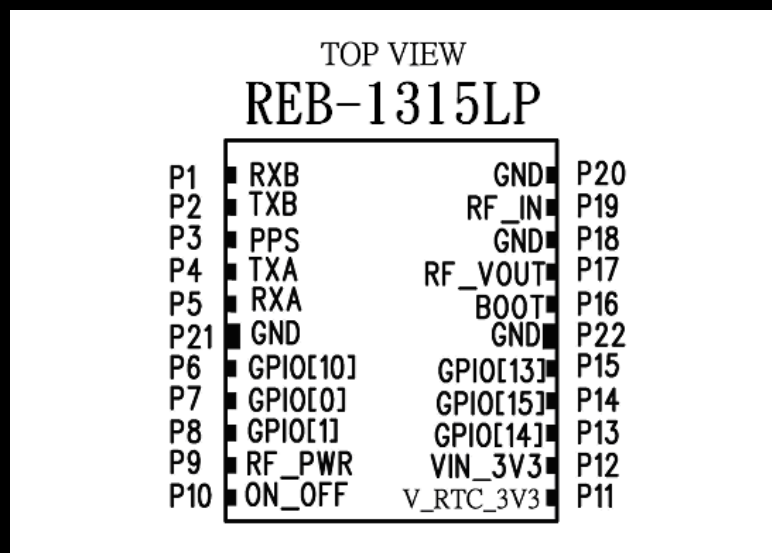 TOP VIEW
REB-1315LP
P1 RXB GND P20
P2 TXB RF_IN P19
P3 PPS GND P18
P4 TXA RF_VOUT P17
P5 RXA BOOT P16
P21 GND GND P22
P6 GPIO[10] GPIO[13] P15
P7 GPIO[0] GPIO[15] P14
P8 GPIO[1] GPIO[14] P13
P9 RF_PWR VIN_3V3 P12
P10 ON_OFF V_RTC_3V3 P11